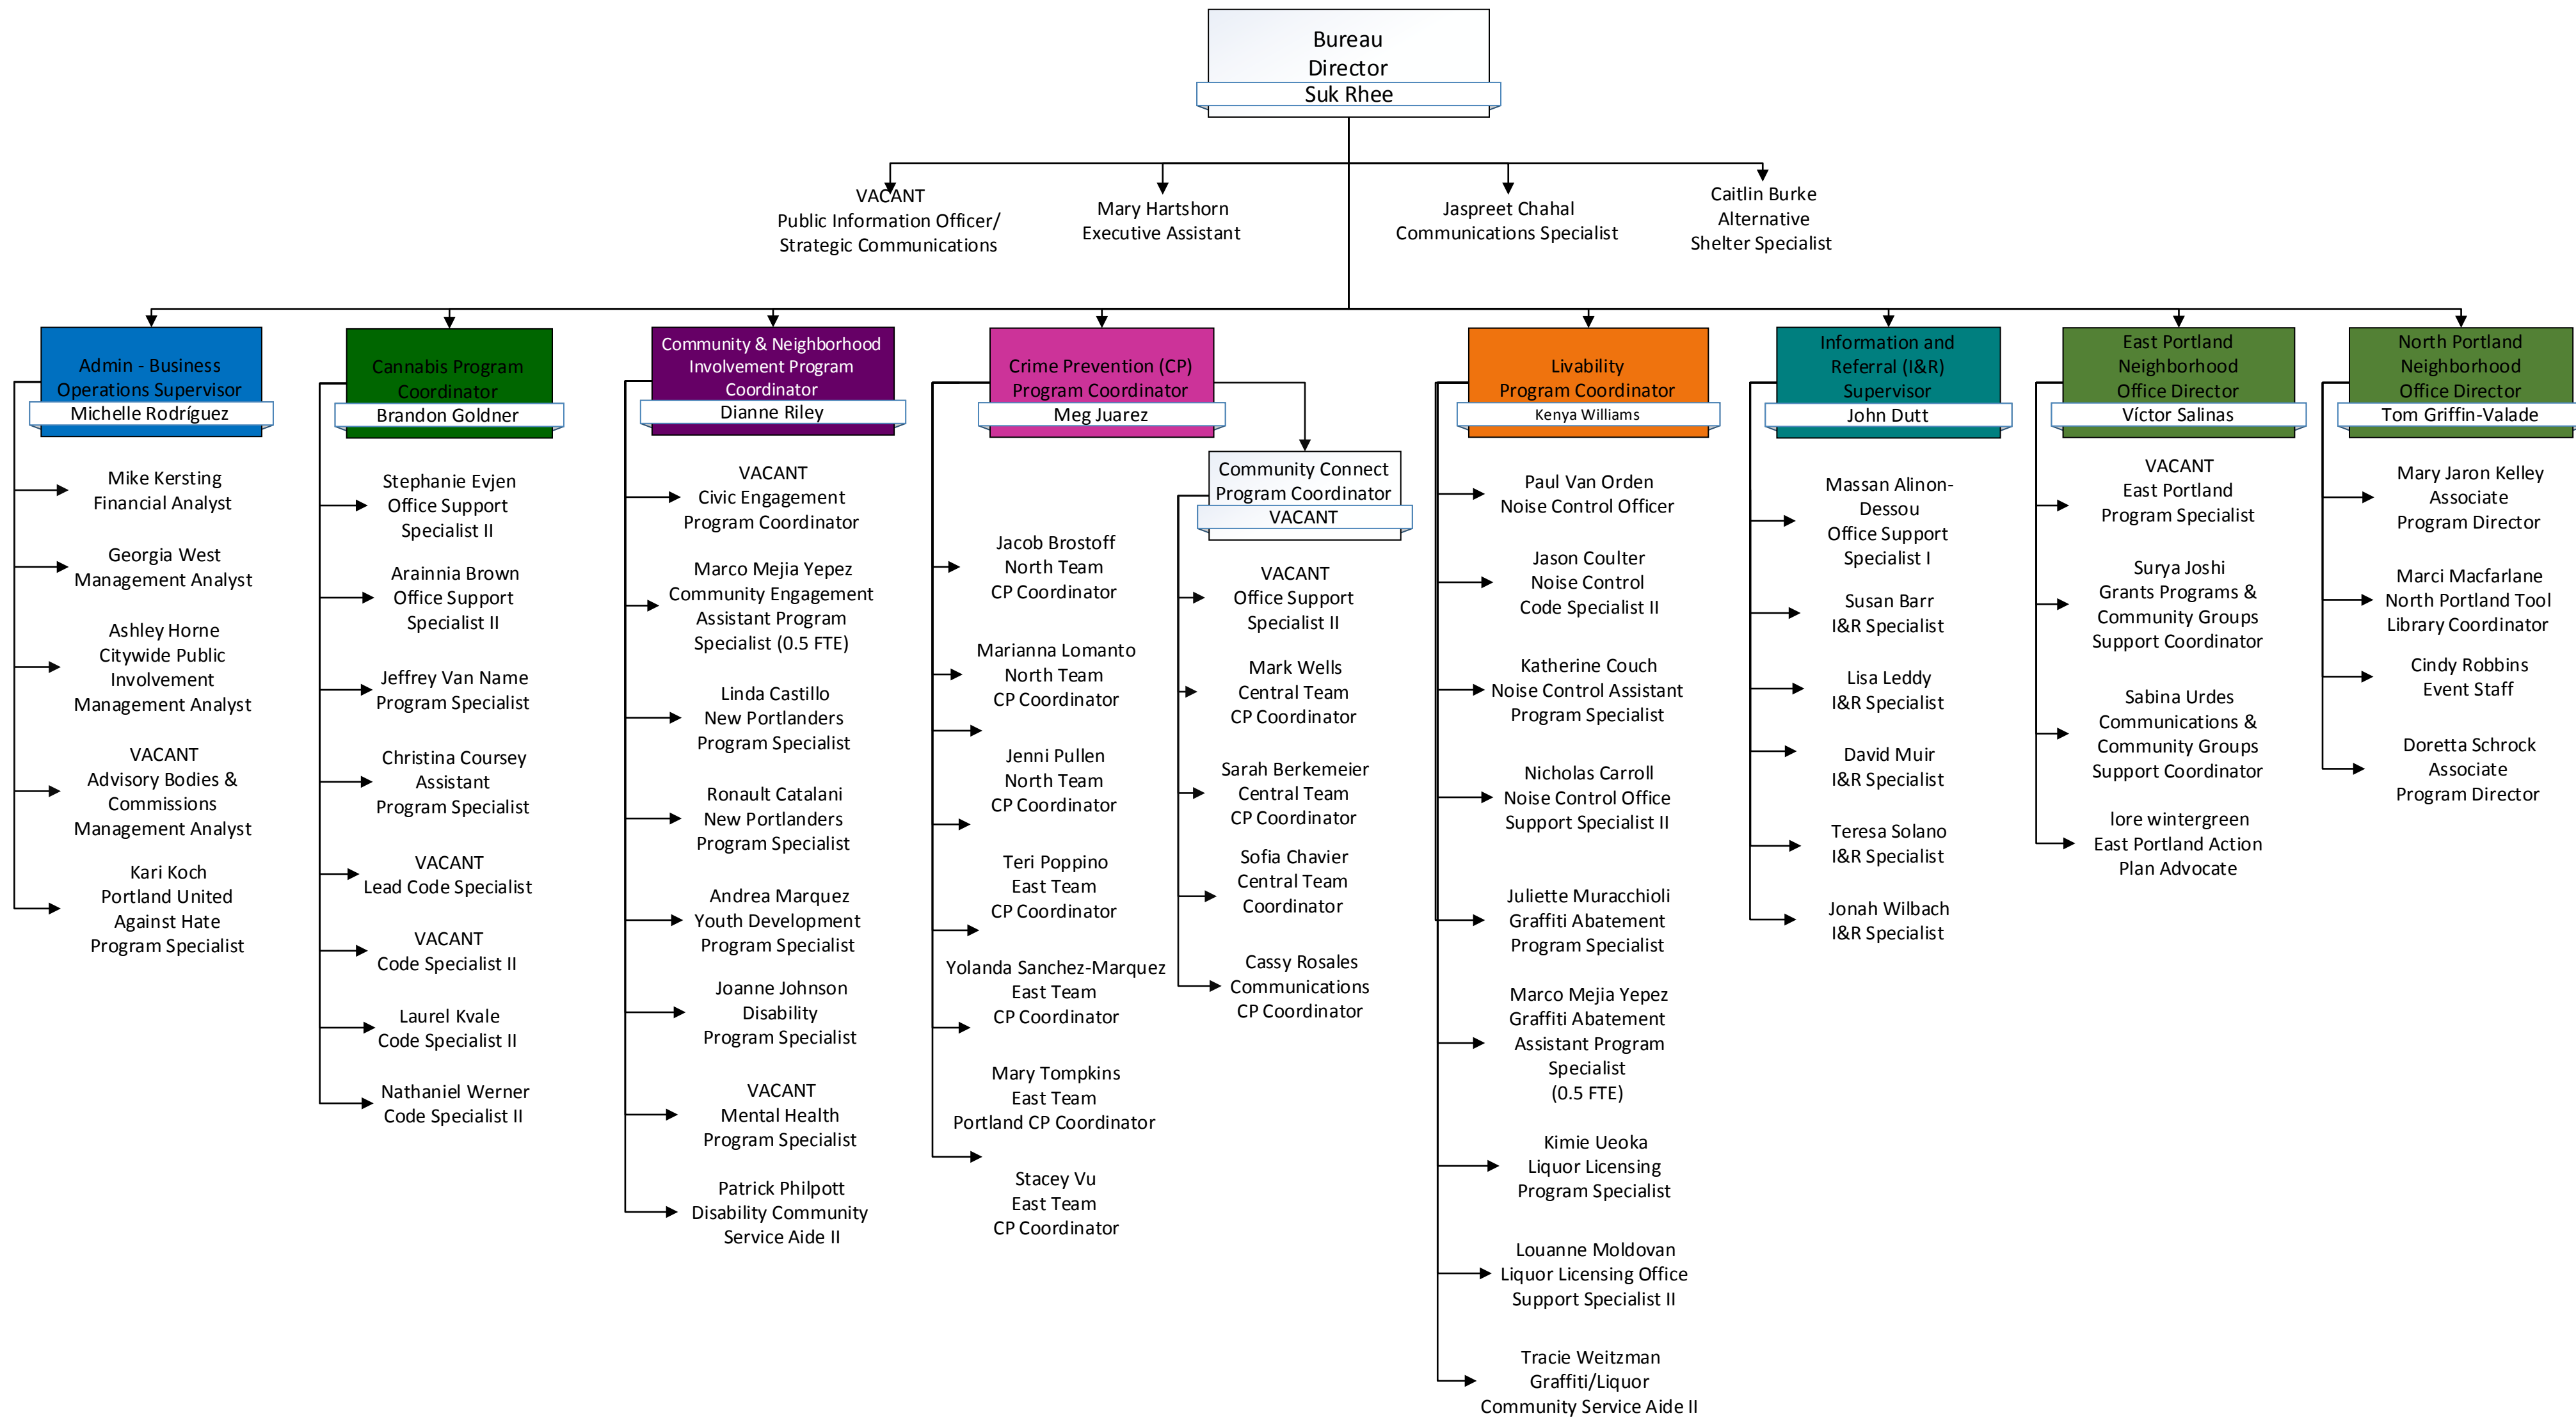 Bureau
Director
Suk Rhee
VACANT
Public Information Officer/
Strategic Communications
Mary Hartshorn
Executive Assistant
Jaspreet Chahal
Communications Specialist
Caitlin Burke
Alternative
Shelter Specialist
Admin - Business
Operations Supervisor
Michelle Rodríguez
Mike Kersting
Financial Analyst
Georgia West
Management Analyst
Ashley Horne
Citywide Public
Involvement
Management Analyst
VACANT
Advisory Bodies &
Commissions
Management Analyst
Kari Koch
Portland United
Against Hate
Program Specialist
Cannabis Program
Coordinator
Brandon Goldner
Stephanie Evjen
Office Support
Specialist II
Arainnia Brown
Office Support
Specialist II
Jeffrey Van Name
Program Specialist
Christina Coursey
Assistant
Program Specialist
VACANT
Lead Code Specialist
VACANT
Code Specialist II
Laurel Kvale
Code Specialist II
Nathaniel Werner
Code Specialist II
Community & Neighborhood
Involvement Program
Coordinator
Dianne Riley
VACANT
Civic Engagement
Program Coordinator
Marco Mejia Yepez
Community Engagement
Assistant Program
Specialist (0.5 FTE)
Linda Castillo
New Portlanders
Program Specialist
Ronault Catalani
New Portlanders
Program Specialist
Andrea Marquez
Youth Development
Program Specialist
Joanne Johnson
Disability
Program Specialist
VACANT
Mental Health
Program Specialist
Patrick Philpott
Disability Community
Service Aide II
Crime Prevention (CP)
Program Coordinator
Meg Juarez
Jacob Brostoff
North Team
CP Coordinator
Marianna Lomanto
North Team
CP Coordinator
Jenni Pullen
North Team
CP Coordinator
Teri Poppino
East Team
CP Coordinator
Yolanda Sanchez-Marquez
East Team
CP Coordinator
Mary Tompkins
East Team
Portland CP Coordinator
Stacey Vu
East Team
CP Coordinator
Community Connect
Program Coordinator
VACANT
VACANT
Office Support
Specialist II
Mark Wells
Central Team
CP Coordinator
Sarah Berkemeier
Central Team
CP Coordinator
Sofia Chavier
Central Team
Coordinator
Cassy Rosales
Communications
CP Coordinator
Livability
Program Coordinator
Kenya Williams
Paul Van Orden
Noise Control Officer
Jason Coulter
Noise Control
Code Specialist II
Katherine Couch
Noise Control Assistant
Program Specialist
Nicholas Carroll
Noise Control Office
Support Specialist II
Juliette Muracchioli
Graffiti Abatement
Program Specialist
Marco Mejia Yepez
Graffiti Abatement
Assistant Program
Specialist
(0.5 FTE)
Kimie Ueoka
Liquor Licensing
Program Specialist
Louanne Moldovan
Liquor Licensing Office
Support Specialist II
Tracie Weitzman
Graffiti/Liquor
Community Service Aide II
Information and
Referral (I&R)
Supervisor
John Dutt
Massan Alinon-
Dessou
Office Support
Specialist I
Susan Barr
I&R Specialist
Lisa Leddy
I&R Specialist
David Muir
I&R Specialist
Teresa Solano
I&R Specialist
Jonah Wilbach
I&R Specialist
East Portland
Neighborhood
Office Director
Víctor Salinas
VACANT
East Portland
Program Specialist
Surya Joshi
Grants Programs &
Community Groups
Support Coordinator
Sabina Urdes
Communications &
Community Groups
Support Coordinator
lore wintergreen
East Portland Action
Plan Advocate
North Portland
Neighborhood
Office Director
Tom Griffin-Valade
Mary Jaron Kelley
Associate
Program Director
Marci Macfarlane
North Portland Tool
Library Coordinator
Cindy Robbins
Event Staff
Doretta Schrock
Associate
Program Director